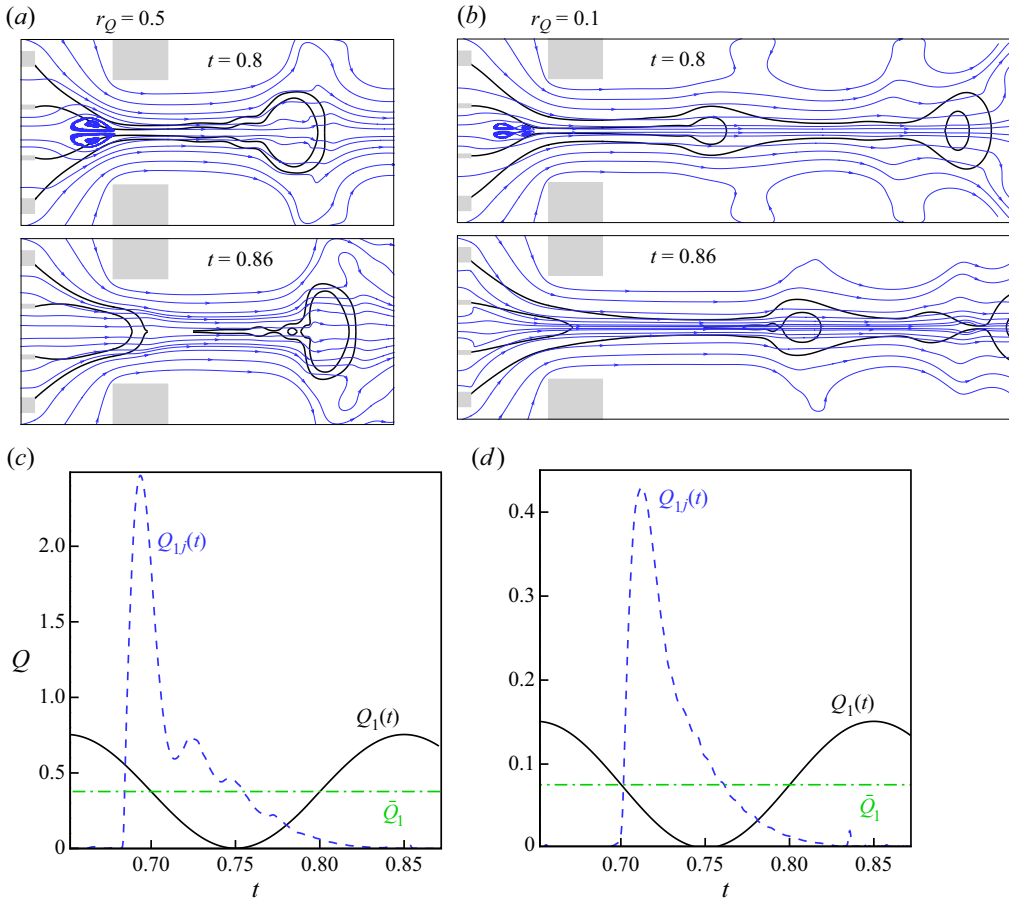 (a) r_Q = 0.5
t = 0.8
t = 0.86
(b) r_Q = 0.1
t = 0.8
t = 0.86
(c)
2.0
1.5
1.0
0.5
0
Q
Q_{1j}(t)
Q_1(t)
Q̄_1
0.70 0.75 0.80 0.85
t
(d)
0.4
0.3
0.2
0.1
0
Q_{1j}(t)
Q_1(t)
Q̄_1
0.70 0.75 0.80 0.85
t